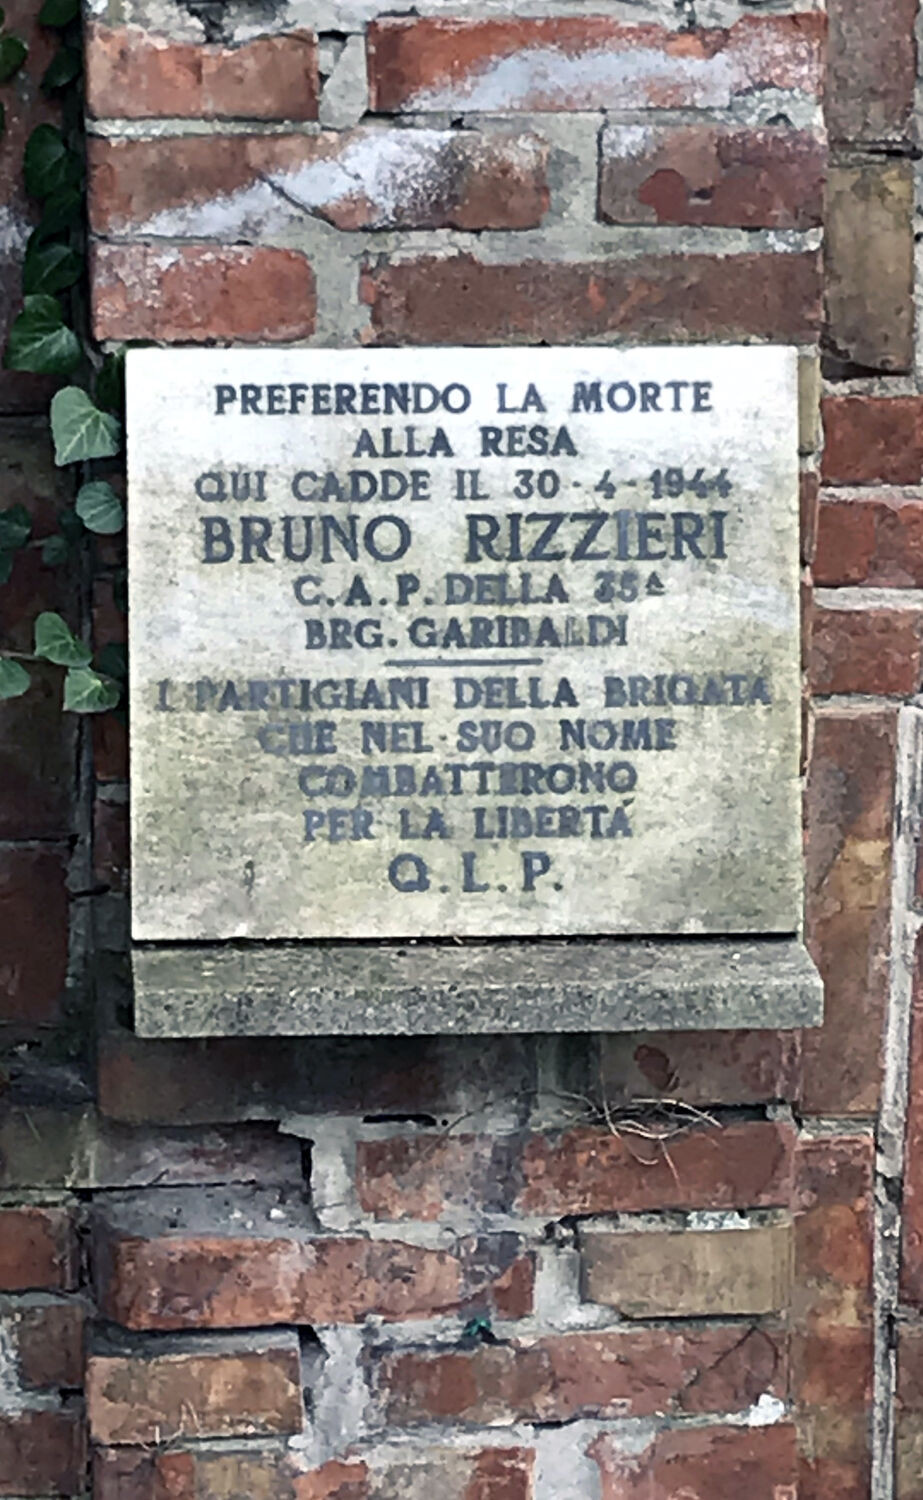 PREFERENDO LA MORTE
ALLA RESA
QUI CADDE IL 30-4-1944
BRUNO RIZZIERI
C.A.P. DELLA 35ª
BRG. GARIBALDI
I PARTIGIANI DELLA BRIGATA
CHE NEL SUO NOME
COMBATTERONO
PER LA LIBERTÁ
Q.L.P.